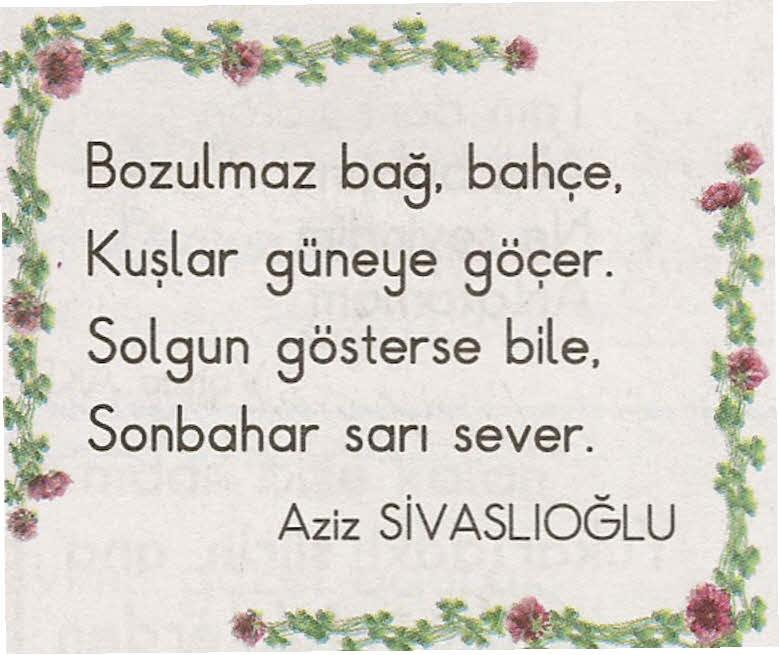 Bozulmaz bağ, bahçe,
Kuşlar güneye göçer.
Solgun gösterse bile,
Sonbahar sarı sever.
Aziz SİVASLIOĞLU